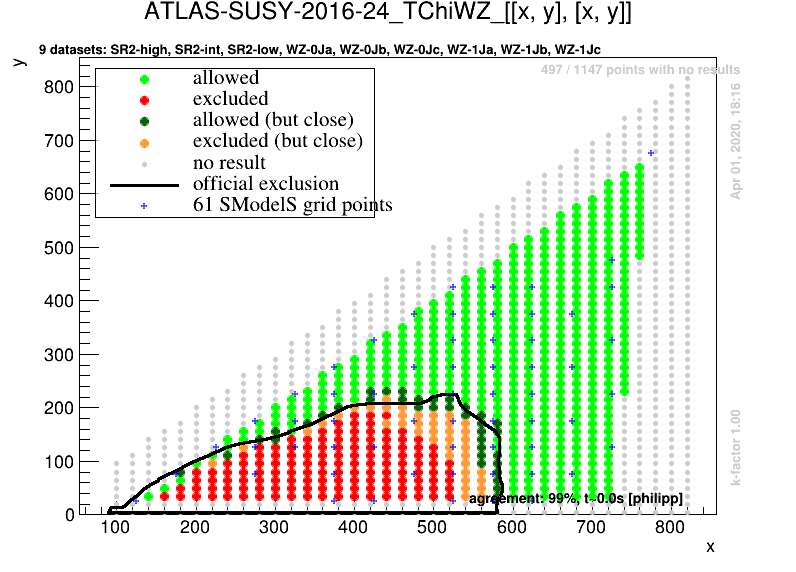 ATLAS-SUSY-2016-24_TChiWZ_[[x, y], [x, y]]
9 datasets: SR2-high, SR2-int, SR2-low, WZ-0Ja, WZ-0Jb, WZ-0Jc, WZ-1Ja, WZ-1Jb, WZ-1Jc
y
497 / 1147 points with no results
allowed
excluded
allowed (but close)
excluded (but close)
no result
official exclusion
61 SModelS grid points
800
700
600
500
400
300
200
100
0
Apr 01, 2020, 18:16
k-factor 1.00
agreement: 99%, t~0.0s [philipp]
100 200 300 400 500 600 700 800
x